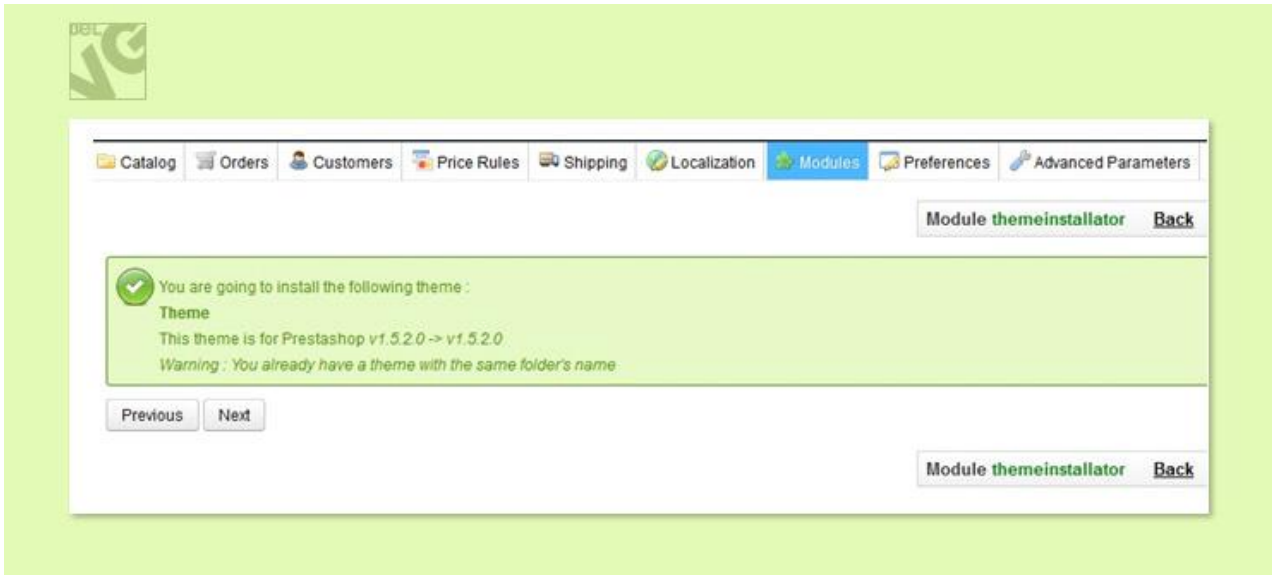 BelVG
Catalog Orders Customers Price Rules Shipping Localization Modules Preferences Advanced Parameters
Module themeinstallator Back
You are going to install the following theme :
Theme
This theme is for Prestashop v1.5.2.0 -> v1.5.2.0
Warning : You already have a theme with the same folder's name
Previous Next
Module themeinstallator Back